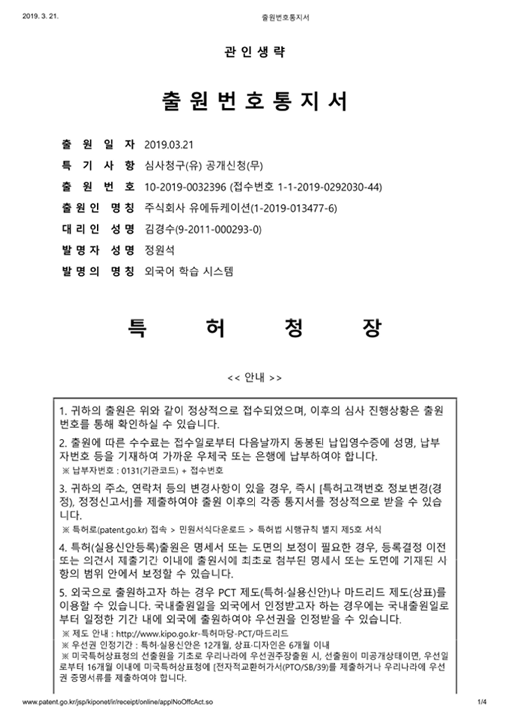 2019. 3. 21.
출원번호통지서
관 인 생 략
출 원 번 호 통 지 서
출 원 일 자 2019.03.21
특 기 사 항 심사청구(유) 공개신청(무)
출 원 번 호 10-2019-0032396 (접수번호 1-1-2019-0292030-44)
출원인 명칭 주식회사 유에듀케이션(1-2019-013477-6)
대리인 성명 김경수(9-2011-000293-0)
발명자 성명 정원석
발명의 명칭 외국어 학습 시스템
특 허 청 장
<< 안내 >>
1. 귀하의 출원은 위와 같이 정상적으로 접수되었으며, 이후의 심사 진행상황은 출원
번호를 통해 확인하실 수 있습니다.
2. 출원에 따른 수수료는 접수일로부터 다음날까지 동봉된 납입영수증에 성명, 납부
자번호 등을 기재하여 가까운 우체국 또는 은행에 납부하여야 합니다.
※ 납부자번호 : 0131(기관코드) + 접수번호
3. 귀하의 주소, 연락처 등의 변경사항이 있을 경우, 즉시 [특허고객번호 정보변경(경
정), 정정신고서]를 제출하여야 출원 이후의 각종 통지서를 정상적으로 받을 수 있습
니다.
※ 특허로(patent.go.kr) 접속 > 민원서식다운로드 > 특허법 시행규칙 별지 제5호 서식
4. 특허(실용신안등록)출원은 명세서 또는 도면의 보정이 필요한 경우, 등록결정 이전
또는 의견서 제출기간 이내에 출원서에 최초로 첨부된 명세서 또는 도면에 기재된 사
항의 범위 안에서 보정할 수 있습니다.
5. 외국으로 출원하고자 하는 경우 PCT 제도(특허·실용신안)나 마드리드 제도(상표)를
이용할 수 있습니다. 국내출원일을 외국에서 인정받고자 하는 경우에는 국내출원일로
부터 일정한 기간 내에 외국에 출원하여야 우선권을 인정받을 수 있습니다.
※ 제도 안내 : http://www.kipo.go.kr-특허마당-PCT/마드리드
※ 우선권 인정기간 : 특허·실용신안은 12개월, 상표·디자인은 6개월 이내
※ 미국특허상표청의 선출원을 기초로 우리나라에 우선권주장출원 시, 선출원이 미공개상태이면, 우선일
로부터 16개월 이내에 미국특허상표청에 [전자적교환허가서(PTO/SB/39)를 제출하거나 우리나라에 우선
권 증명서류를 제출하여야 합니다.
www.patent.go.kr/jsp/kiponet/ir/receipt/online/applNoOffcAct.so
1/4